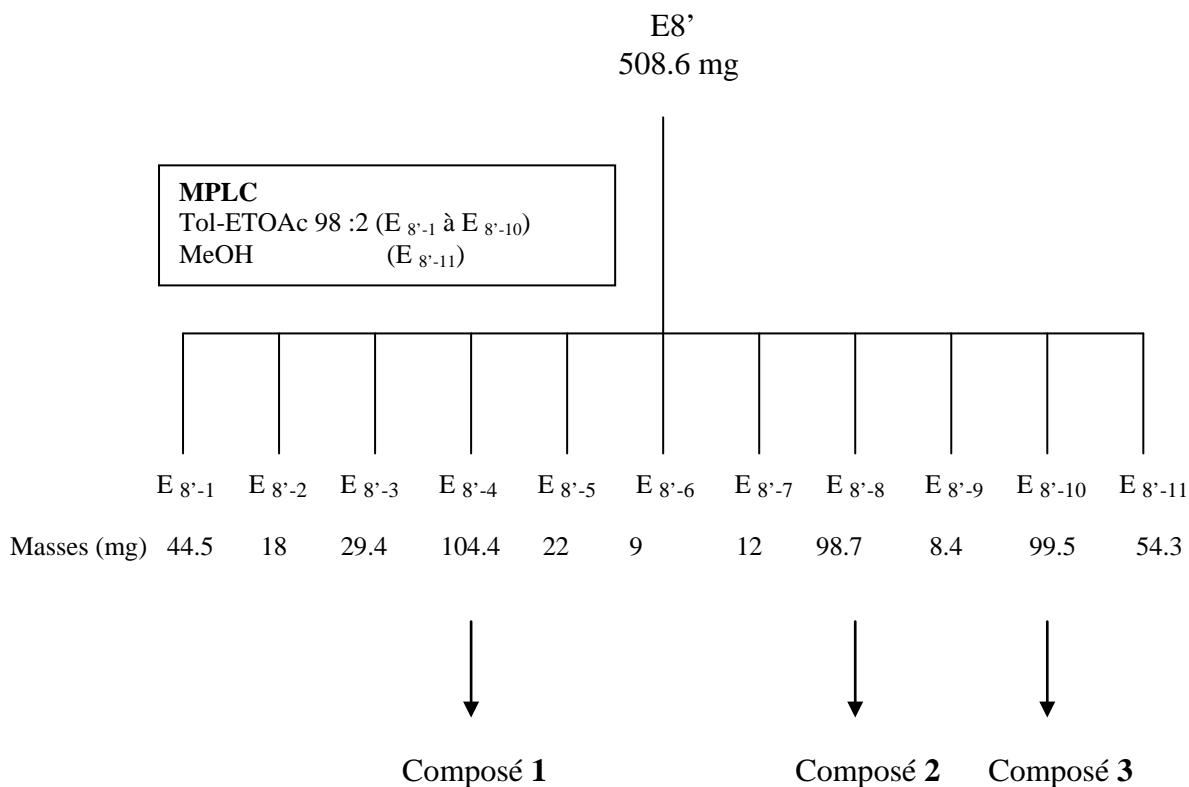 E8’
508.6 mg
MPLC
Tol-ETOAc 98 :2 (E 8’-1 à E 8’-10)
MeOH (E 8’-11)
E 8’-1 E 8’-2 E 8’-3 E 8’-4 E 8’-5 E 8’-6 E 8’-7 E 8’-8 E 8’-9 E 8’-10 E 8’-11
Masses (mg) 44.5 18 29.4 104.4 22 9 12 98.7 8.4 99.5 54.3
Composé 1 Composé 2 Composé 3